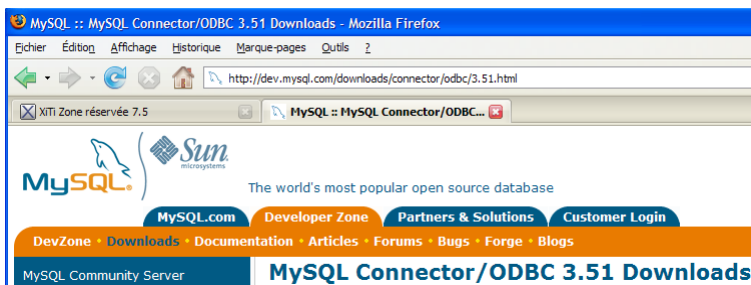 MySQL :: MySQL Connector/ODBC 3.51 Downloads - Mozilla Firefox
Fichier Édition Affichage Historique Marque-pages Outils ?
http://dev.mysql.com/downloads/connector/odbc/3.51.html
XiTi Zone réservée 7.5 MySQL :: MySQL Connector/ODBC...
Sun
microsystems
MySQL®
The world's most popular open source database
MySQL.com Developer Zone Partners & Solutions Customer Login
DevZone • Downloads • Documentation • Articles • Forums • Bugs • Forge • Blogs
MySQL Community Server MySQL Connector/ODBC 3.51 Downloads